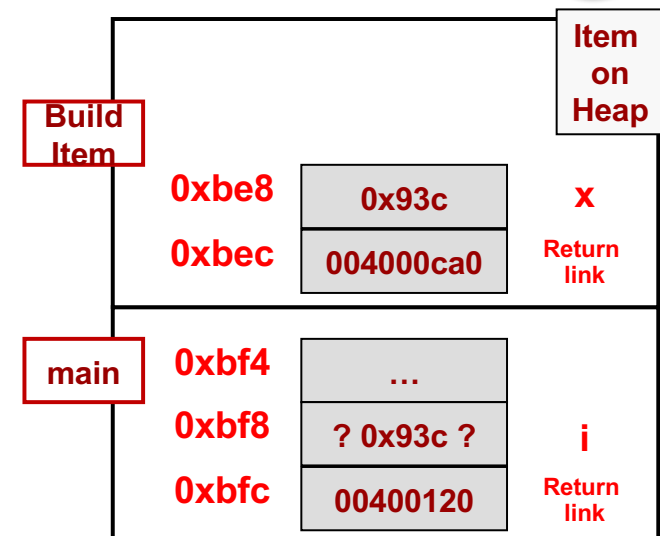 Item
on
Heap
Build
Item
0xbe8 0x93c x
0xbec 004000ca0 Return
link
main 0xbf4 ...
0xbf8 ? 0x93c ? i
0xbfc 00400120 Return
link